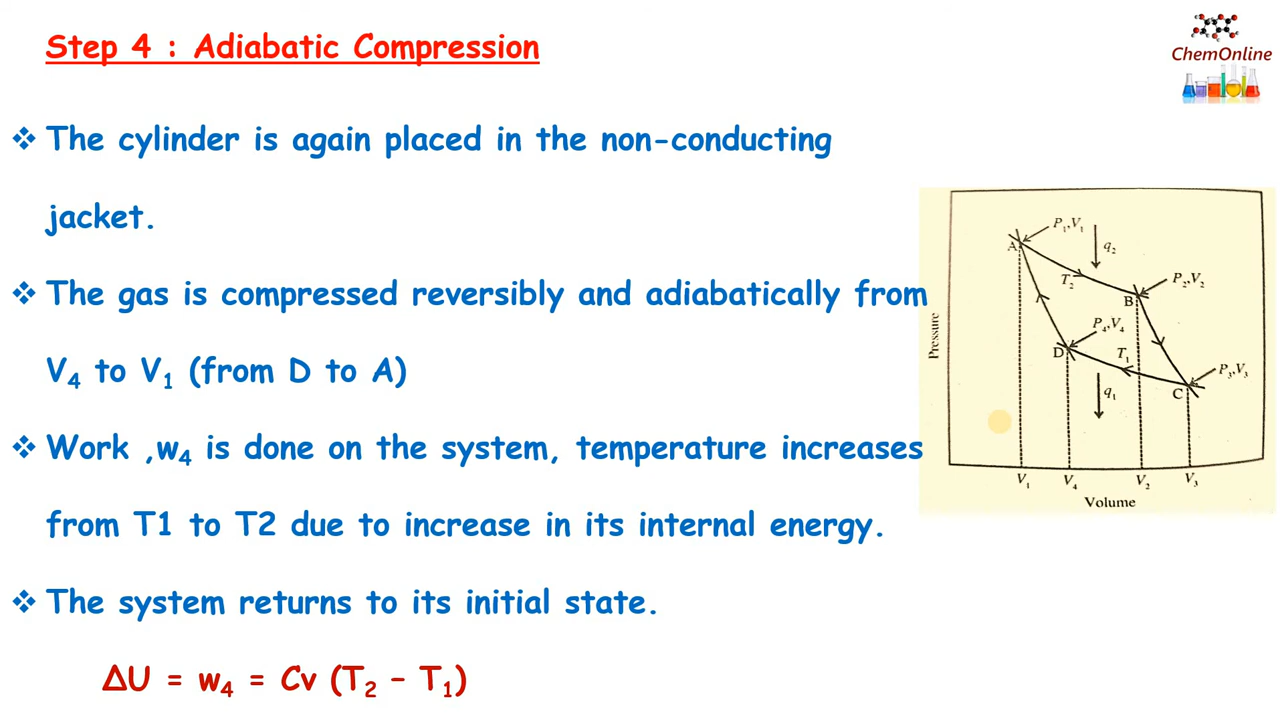 Step 4 : Adiabatic Compression
ChemOnline
❖ The cylinder is again placed in the non-conducting
jacket.
❖ The gas is compressed reversibly and adiabatically from
V₄ to V₁ (from D to A)
❖ Work ,w₄ is done on the system, temperature increases
from T1 to T2 due to increase in its internal energy.
❖ The system returns to its initial state.
ΔU = w₄ = Cv (T₂ – T₁)
P₁,V₁
A
q₂
T₂
P₂,V₂
B
P₄,V₄
D
T₁
P₃,V₃
q₁
C
Pressure
V₁ V₄ V₂ V₃
Volume